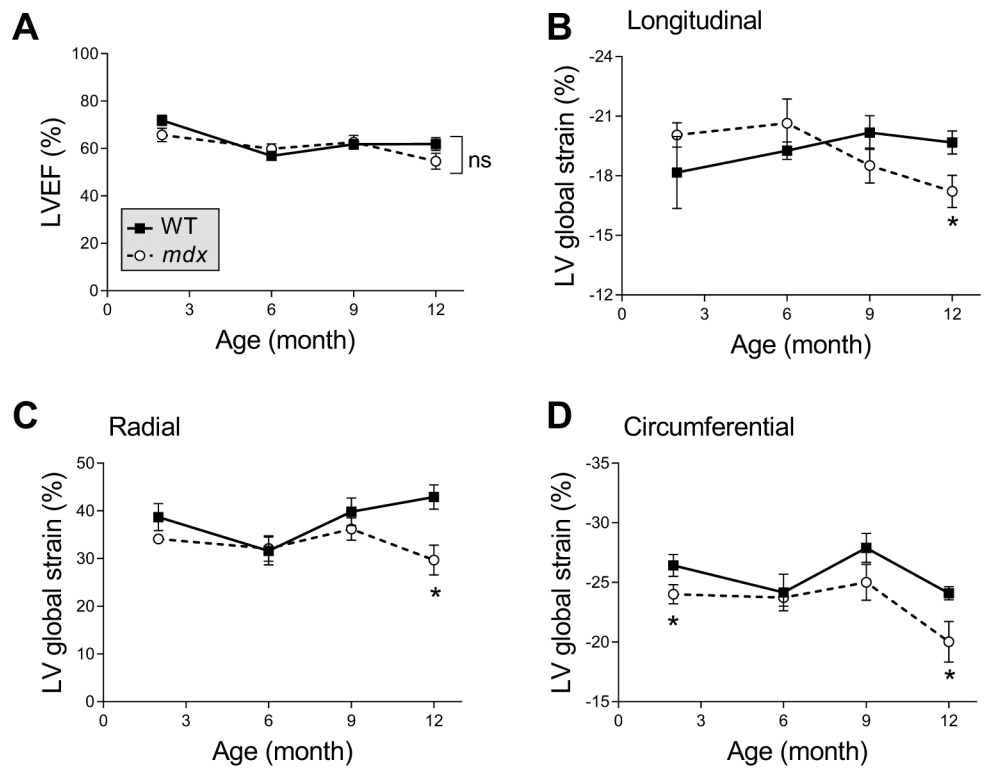 A
LVEF (%)
100
80
60
40
20
0
ns
WT
mdx
0 3 6 9 12
Age (month)
B Longitudinal
LV global strain (%)
-24
-21
-18
-15
-12
*
0 3 6 9 12
Age (month)
C Radial
LV global strain (%)
50
40
30
20
10
0
*
0 3 6 9 12
Age (month)
D Circumferential
LV global strain (%)
-35
-30
-25
-20
-15
*
*
0 3 6 9 12
Age (month)